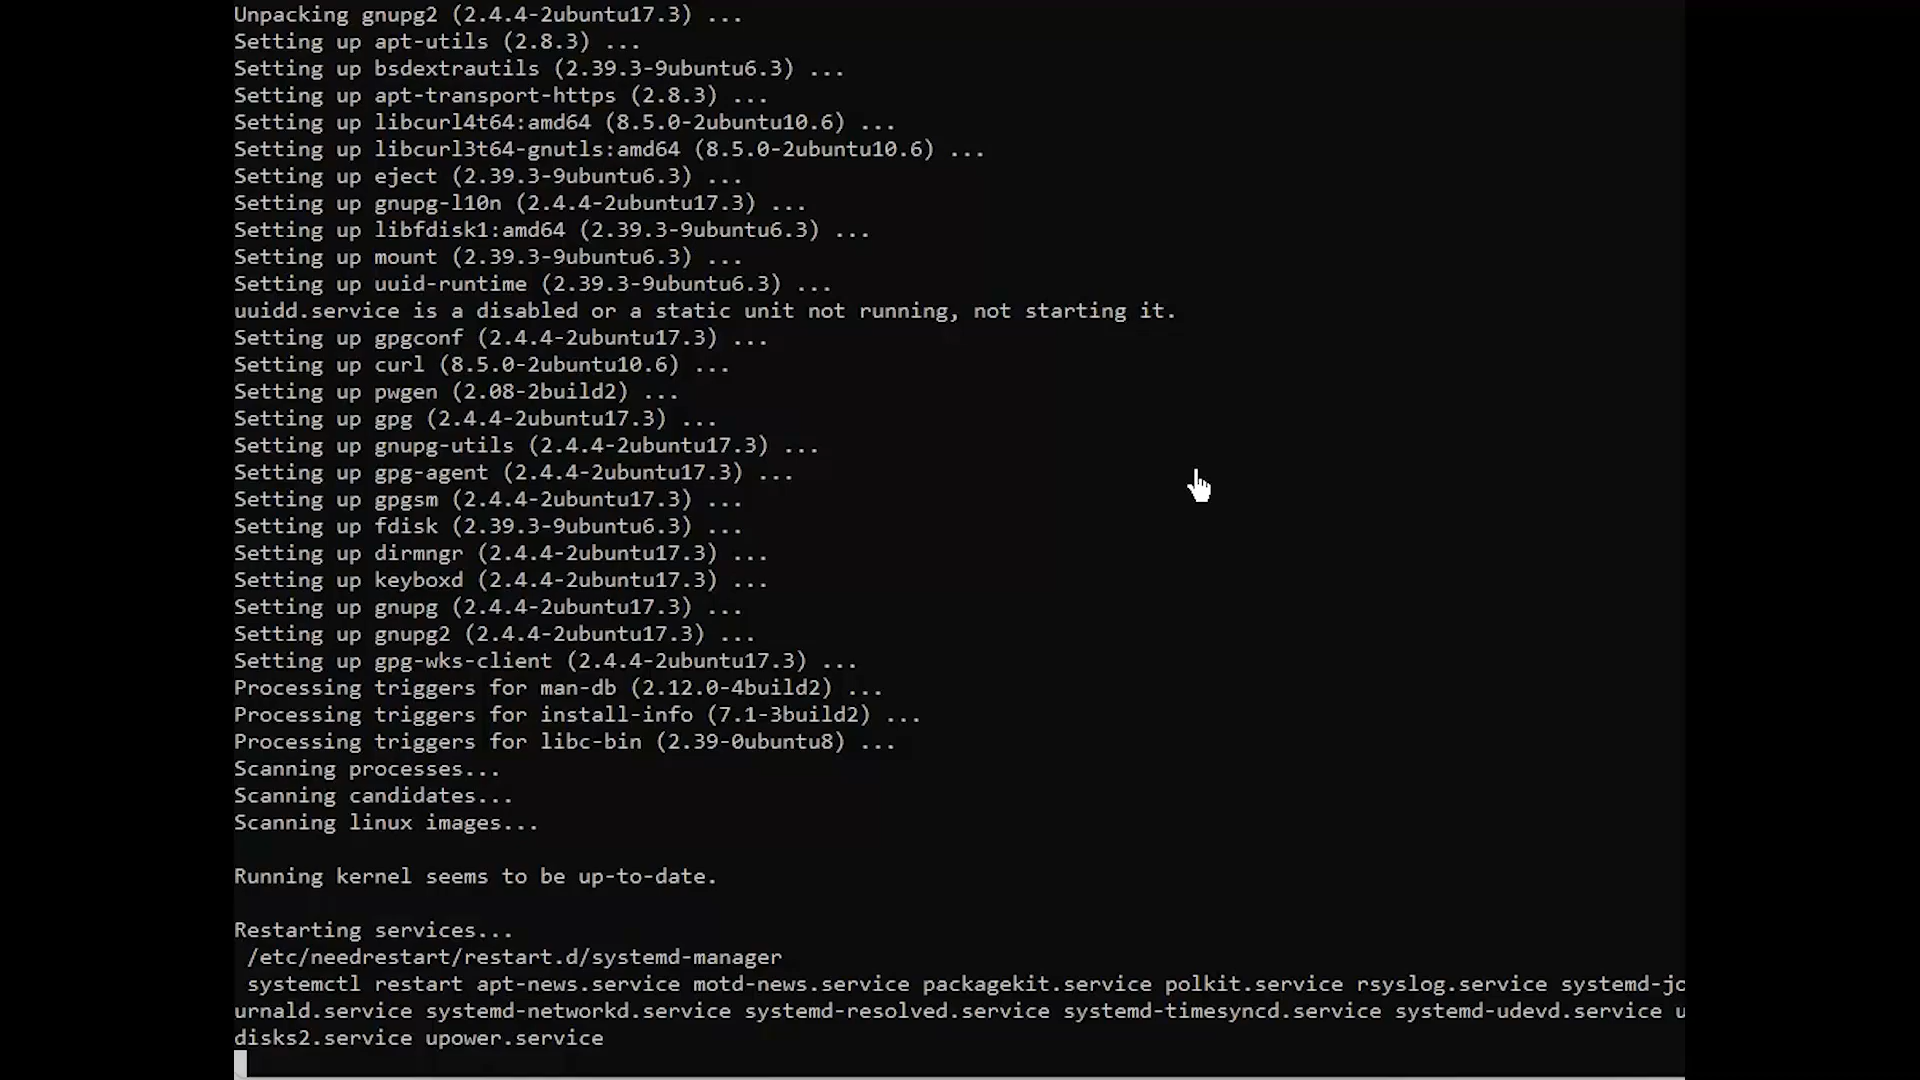 Unpacking gnupg2 (2.4.4-2ubuntu17.3) ...
Setting up apt-utils (2.8.3) ...
Setting up bsdextrautils (2.39.3-9ubuntu6.3) ...
Setting up apt-transport-https (2.8.3) ...
Setting up libcurl4t64:amd64 (8.5.0-2ubuntu10.6) ...
Setting up libcurl3t64-gnutls:amd64 (8.5.0-2ubuntu10.6) ...
Setting up eject (2.39.3-9ubuntu6.3) ...
Setting up gnupg-l10n (2.4.4-2ubuntu17.3) ...
Setting up libfdisk1:amd64 (2.39.3-9ubuntu6.3) ...
Setting up mount (2.39.3-9ubuntu6.3) ...
Setting up uuid-runtime (2.39.3-9ubuntu6.3) ...
uuidd.service is a disabled or a static unit not running, not starting it.
Setting up gpgconf (2.4.4-2ubuntu17.3) ...
Setting up curl (8.5.0-2ubuntu10.6) ...
Setting up pwgen (2.08-2build2) ...
Setting up gpg (2.4.4-2ubuntu17.3) ...
Setting up gnupg-utils (2.4.4-2ubuntu17.3) ...
Setting up gpg-agent (2.4.4-2ubuntu17.3) ...
Setting up gpgsm (2.4.4-2ubuntu17.3) ...
Setting up fdisk (2.39.3-9ubuntu6.3) ...
Setting up dirmngr (2.4.4-2ubuntu17.3) ...
Setting up keyboxd (2.4.4-2ubuntu17.3) ...
Setting up gnupg (2.4.4-2ubuntu17.3) ...
Setting up gnupg2 (2.4.4-2ubuntu17.3) ...
Setting up gpg-wks-client (2.4.4-2ubuntu17.3) ...
Processing triggers for man-db (2.12.0-4build2) ...
Processing triggers for install-info (7.1-3build2) ...
Processing triggers for libc-bin (2.39-0ubuntu8) ...
Scanning processes...
Scanning candidates...
Scanning linux images...
Running kernel seems to be up-to-date.
Restarting services...
/etc/needrestart/restart.d/systemd-manager
systemctl restart apt-news.service motd-news.service packagekit.service polkit.service rsyslog.service systemd-jo
urnald.service systemd-networkd.service systemd-resolved.service systemd-timesyncd.service systemd-udevd.service u
disks2.service upower.service